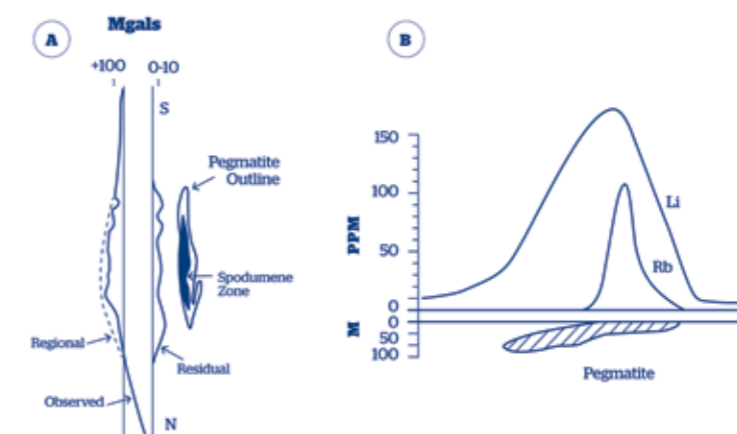 A
Mgals
+100
0-10
S
Pegmatite
Outline
Spodumene
Zone
Regional
Residual
Observed
N
B
150
100
50
0
PPM
Li
Rb
0
50
100
M
Pegmatite